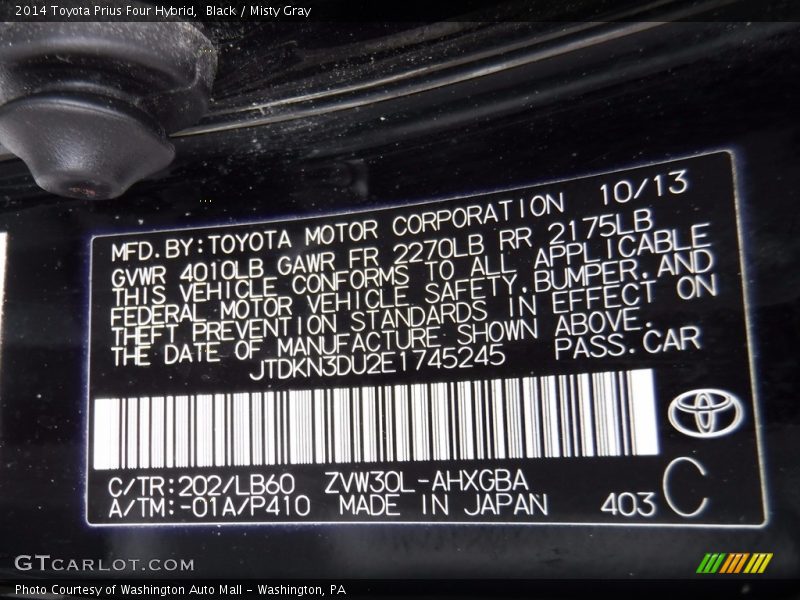 2014 Toyota Prius Four Hybrid,  Black / Misty Gray
MFD.BY:TOYOTA MOTOR CORPORATION 10/13
GVWR 4010LB GAWR FR 2270LB RR 2175LB
THIS VEHICLE CONFORMS TO ALL APPLICABLE
FEDERAL MOTOR VEHICLE SAFETY,BUMPER,AND
THEFT PREVENTION STANDARDS IN EFFECT ON
THE DATE OF MANUFACTURE SHOWN ABOVE.
JTDKN3DU2E1745245 PASS.CAR
C/TR:202/LB60 ZVW30L-AHXGBA
A/TM:-01A/P410 MADE IN JAPAN 403 C
GTCARLOT.COM
Photo Courtesy of Washington Auto Mall - Washington, PA